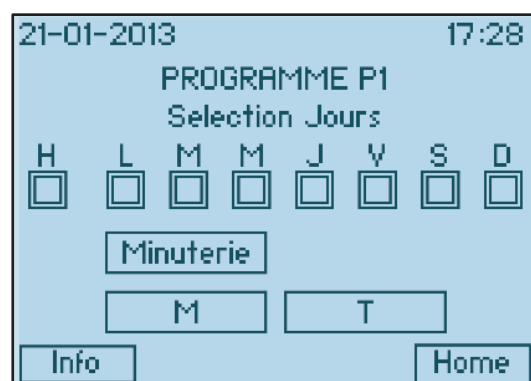 21-01-2013 17:28
PROGRAMME P1
Selection Jours
H L M M J V S D
Minuterie
M T
Info Home